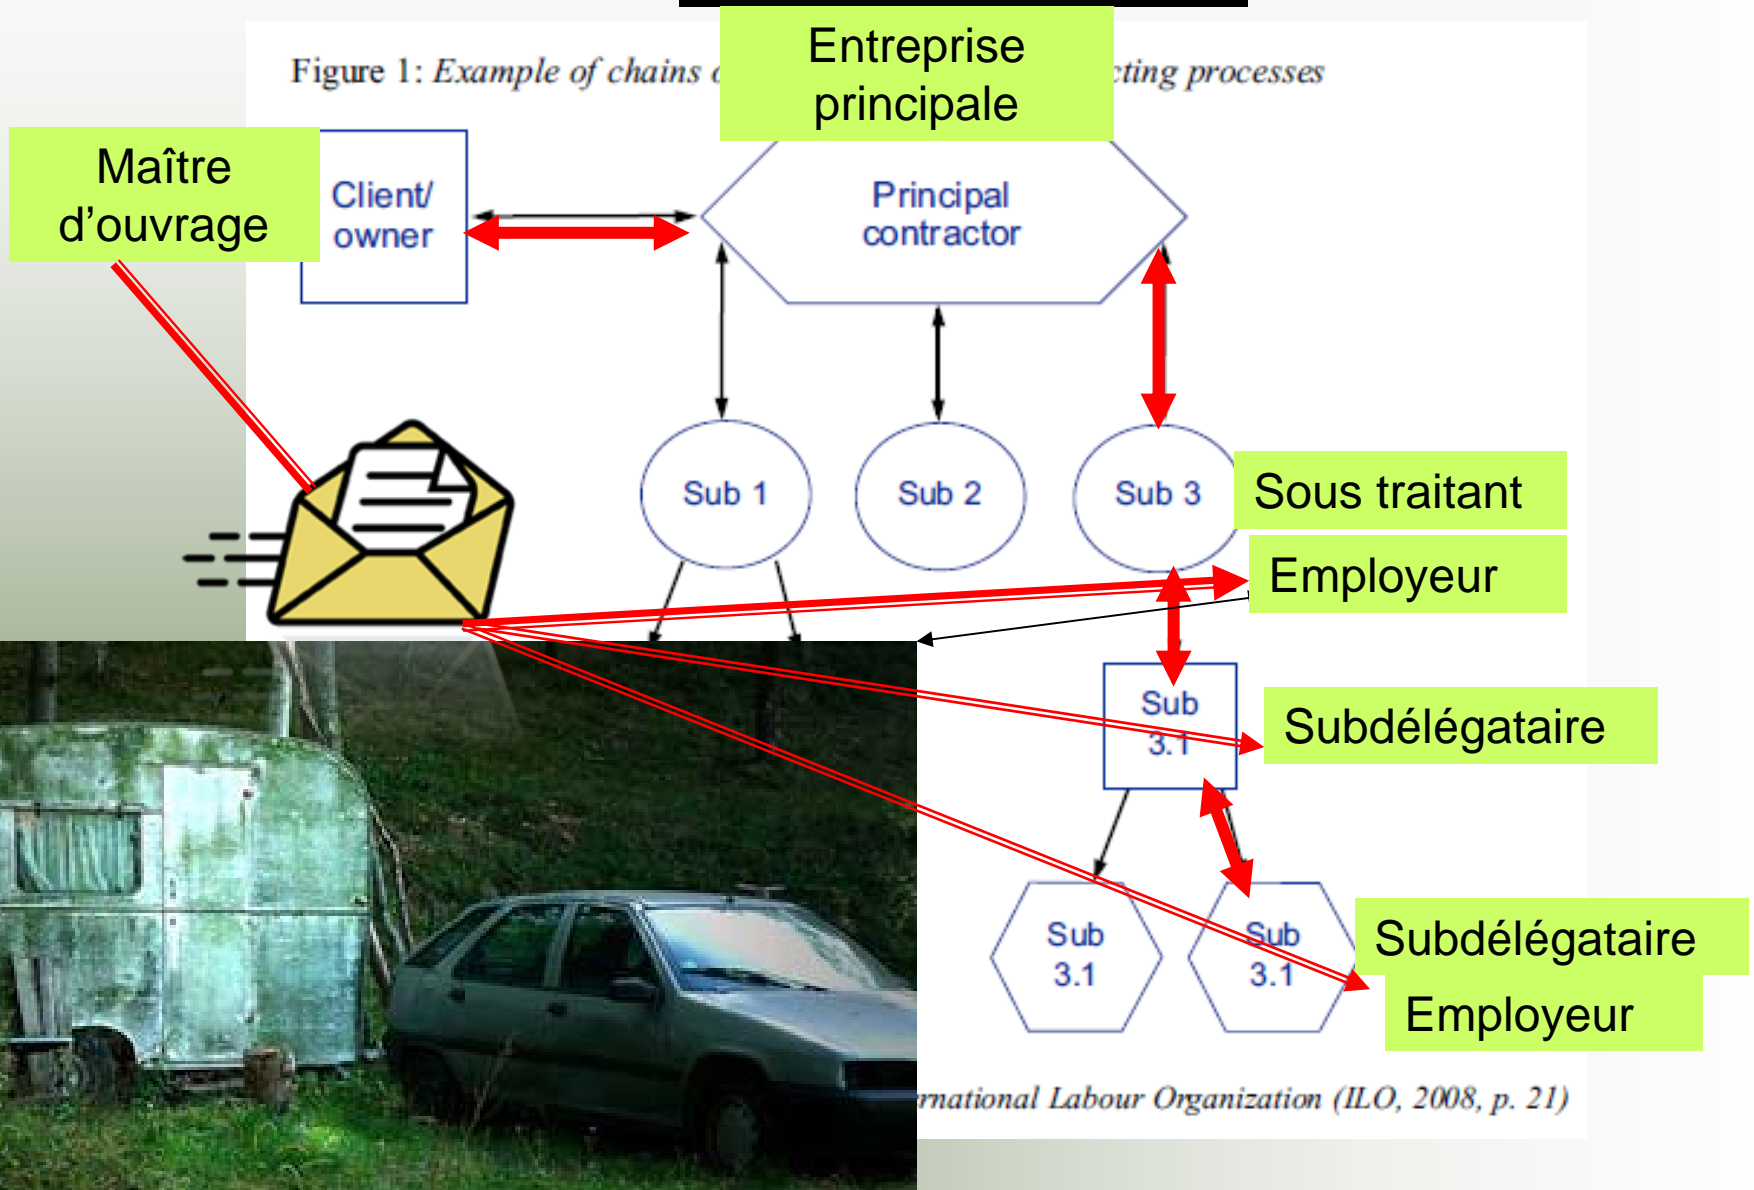 Entreprise
principale
Figure 1: Example of chains
cting processes
Maître
d’ouvrage
Client/
owner
Principal
contractor
Sub 1
Sub 2
Sub 3
Sous traitant
Employeur
Sub
3.1
Subdélégataire
Sub
3.1
Sub
3.1
Subdélégataire
Employeur
rnational Labour Organization (ILO, 2008, p. 21)